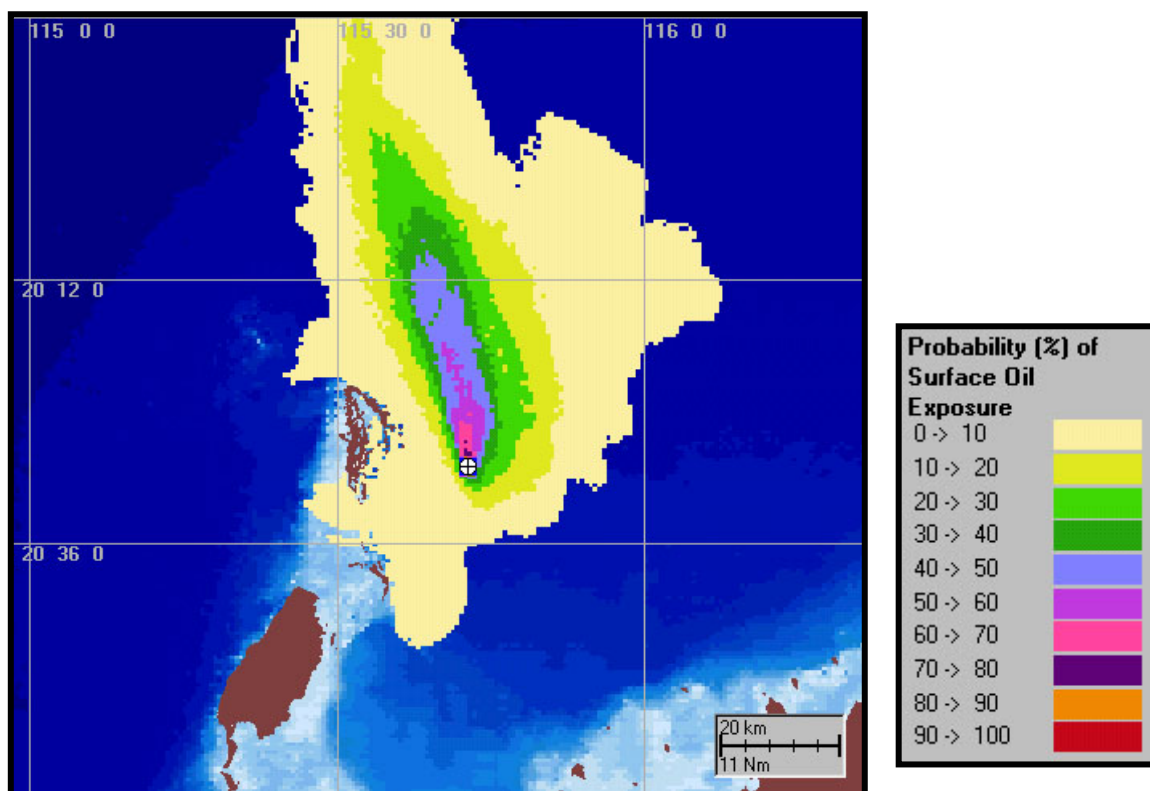 115 0 0
115 30 0
116 0 0
20 12 0
20 36 0
20 km
11 Nm
Probability (%) of
Surface Oil
Exposure
0 -> 10
10 -> 20
20 -> 30
30 -> 40
40 -> 50
50 -> 60
60 -> 70
70 -> 80
80 -> 90
90 -> 100